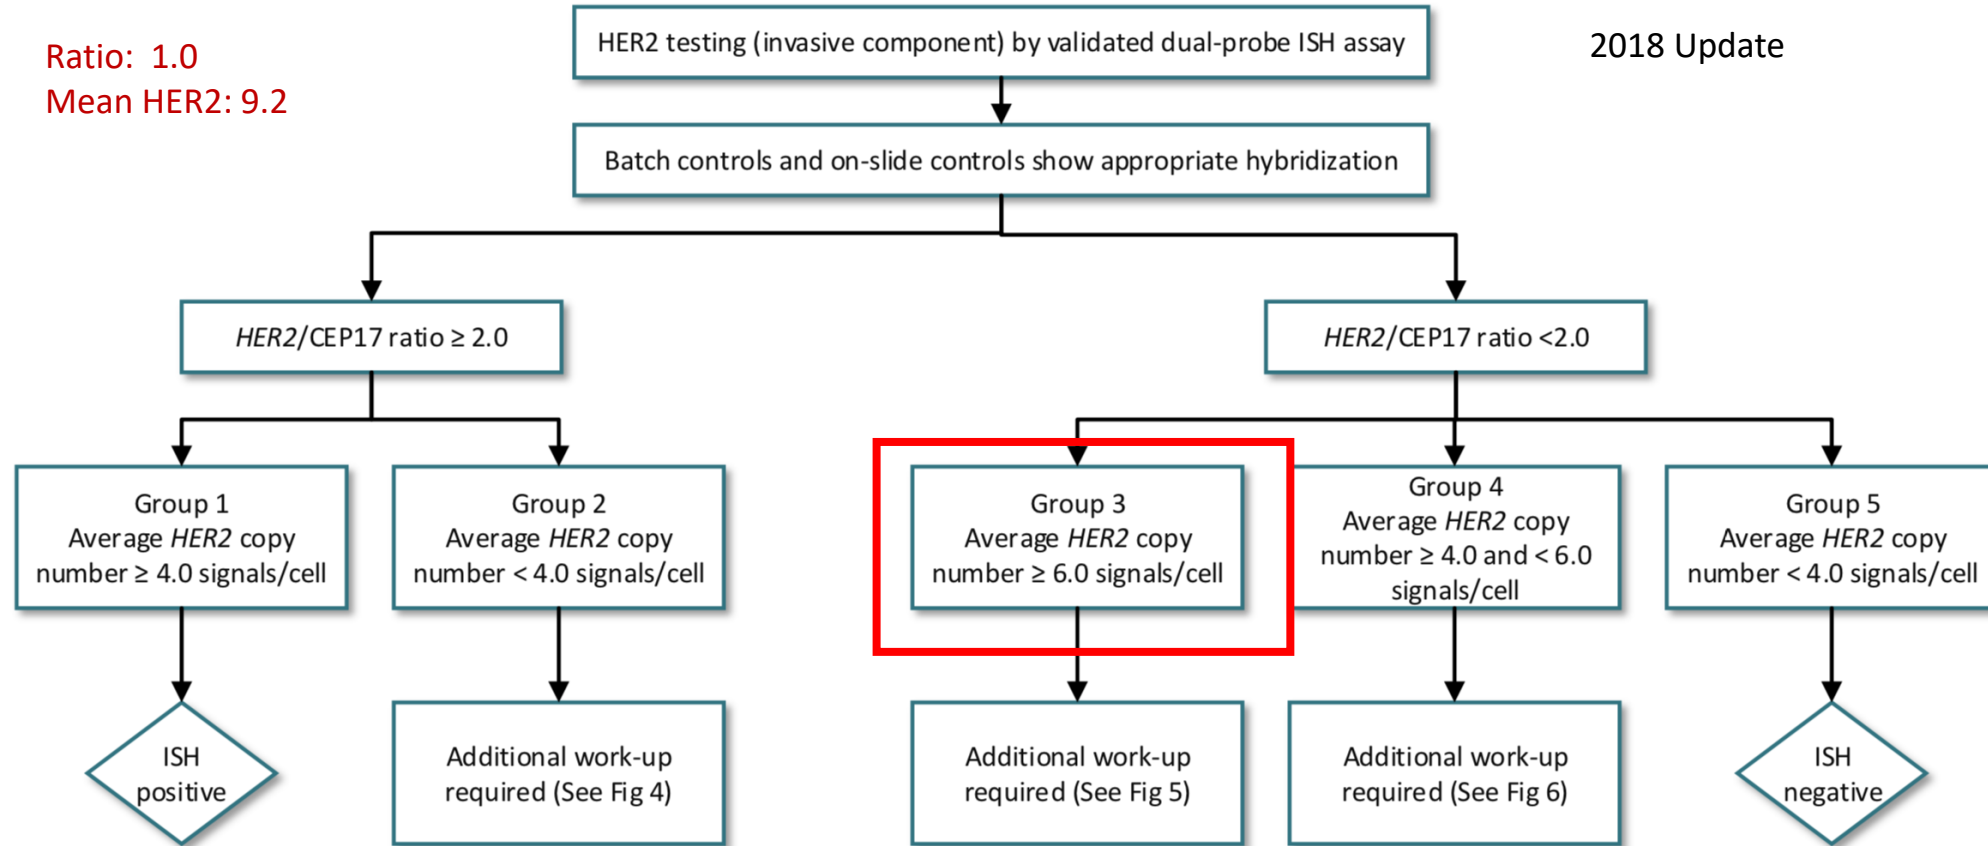 Ratio: 1.0
Mean HER2: 9.2
HER2 testing (invasive component) by validated dual-probe ISH assay
2018 Update
Batch controls and on-slide controls show appropriate hybridization
HER2/CEP17 ratio ≥ 2.0
HER2/CEP17 ratio <2.0
Group 1
Average HER2 copy
number ≥ 4.0 signals/cell
Group 2
Average HER2 copy
number < 4.0 signals/cell
Group 3
Average HER2 copy
number ≥ 6.0 signals/cell
Group 4
Average HER2 copy
number ≥ 4.0 and < 6.0
signals/cell
Group 5
Average HER2 copy
number < 4.0 signals/cell
ISH
positive
Additional work-up
required (See Fig 4)
Additional work-up
required (See Fig 5)
Additional work-up
required (See Fig 6)
ISH
negative